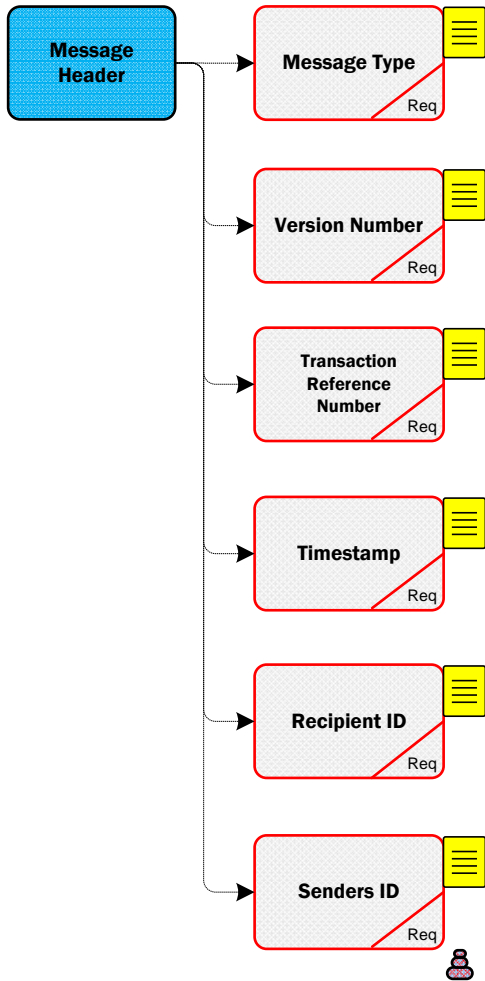 Message
Header
Message Type
Req
Version Number
Req
Transaction
Reference
Number
Req
Timestamp
Req
Recipient ID
Req
Senders ID
Req